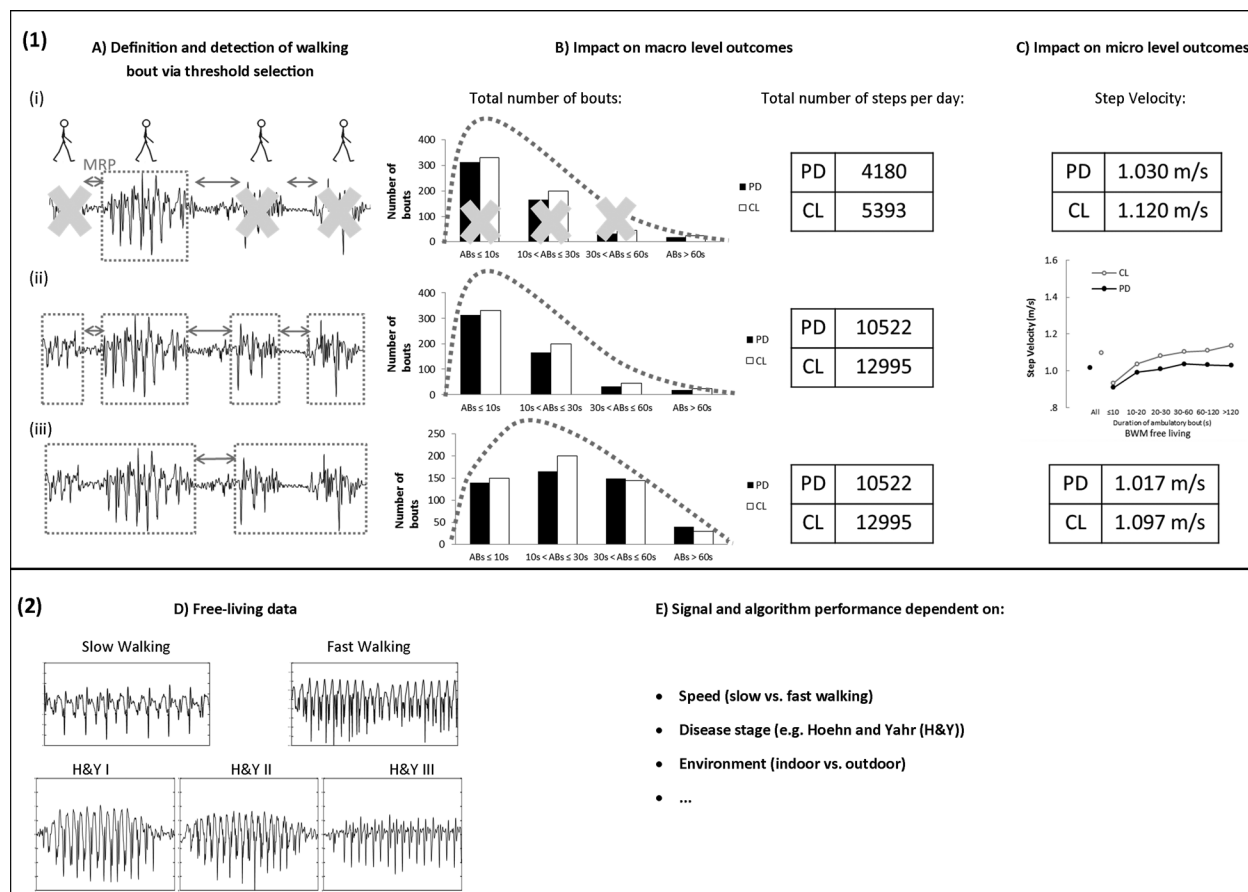 (1)
A) Definition and detection of walking
bout via threshold selection
B) Impact on macro level outcomes
C) Impact on micro level outcomes
(i)
Total number of bouts:
Total number of steps per day:
Step Velocity:
MRP
Number of
bouts
400
300
200
100
0
ABs ≤ 10s
10s < ABs ≤ 30s
30s < ABs ≤ 60s
ABs > 60s
PD
CL
PD 4180
CL 5393
PD 1.030 m/s
CL 1.120 m/s
(ii)
Number of
bouts
400
300
200
100
0
ABs ≤ 10s
10s < ABs ≤ 30s
30s < ABs ≤ 60s
ABs > 60s
PD
CL
PD 10522
CL 12995
Step Velocity (m/s)
1.6
1.4
1.2
1.0
.8
CL
PD
All
≤10
10-20
20-30
30-60
60-120
>120
Duration of ambulatory bout (s)
BWM free living
(iii)
Number of
bouts
250
200
150
100
50
0
ABs ≤ 10s
10s < ABs ≤ 30s
30s < ABs ≤ 60s
ABs > 60s
PD
CL
PD 10522
CL 12995
PD 1.017 m/s
CL 1.097 m/s
(2)
D) Free-living data
Slow Walking
Fast Walking
H&Y I
H&Y II
H&Y III
E) Signal and algorithm performance dependent on:
• Speed (slow vs. fast walking)
• Disease stage (e.g. Hoehn and Yahr (H&Y))
• Environment (indoor vs. outdoor)
• ...